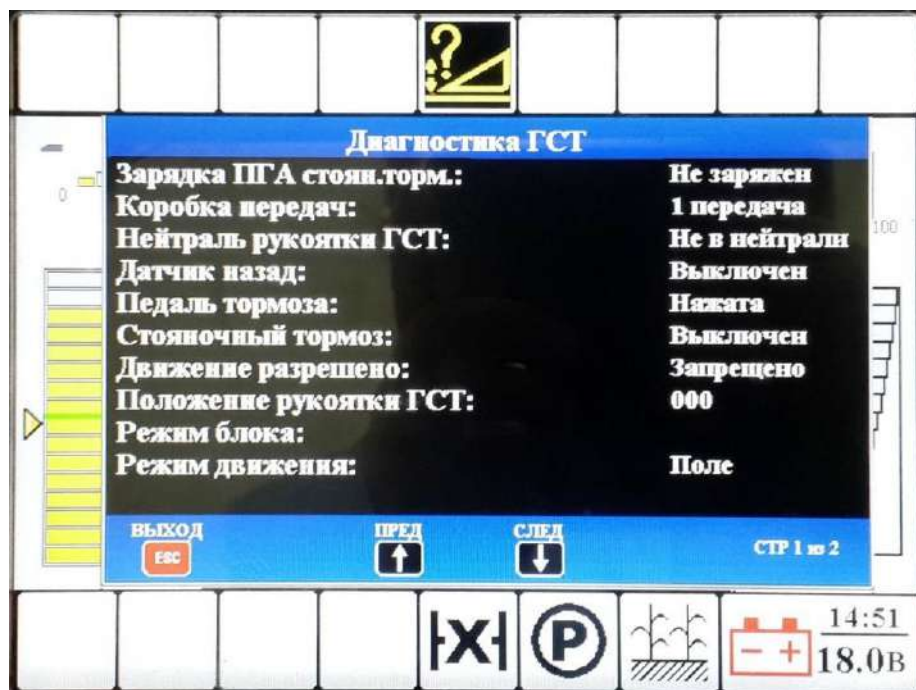 ?
Диагностика ГСТ
Зарядка ПГА стоян.торм.: Не заряжен
Коробка передач: 1 передача
Нейтраль рукоятки ГСТ: Не в нейтрали
Датчик назад: Выключен
Педаль тормоза: Нажата
Стояночный тормоз: Выключен
Движение разрешено: Запрещено
Положение рукоятки ГСТ: 000
Режим блока:
Режим движения: Поле
0
100
ВЫХОД ПРЕД СЛЕД
ESC СТР 1 из 2
X P - + 14:51
18.0В